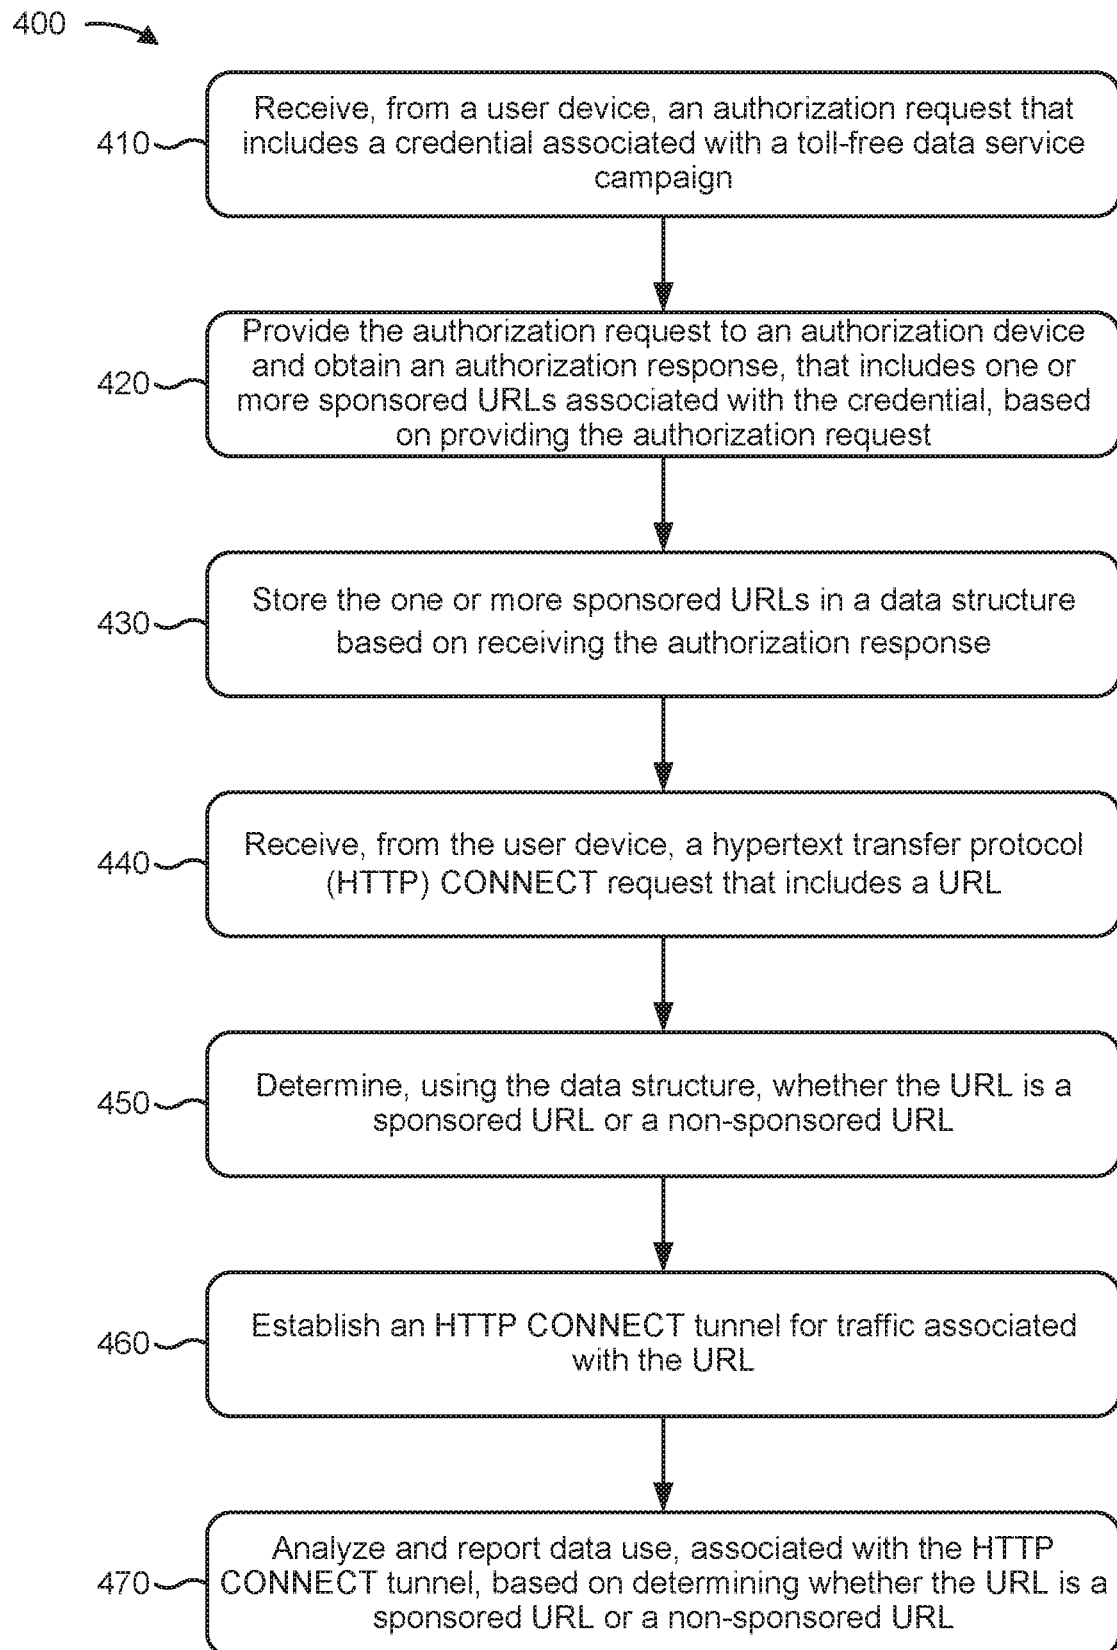 400
410
Receive, from a user device, an authorization request that
includes a credential associated with a toll-free data service
campaign
420
Provide the authorization request to an authorization device
and obtain an authorization response, that includes one or
more sponsored URLs associated with the credential, based
on providing the authorization request
430
Store the one or more sponsored URLs in a data structure
based on receiving the authorization response
440
Receive, from the user device, a hypertext transfer protocol
(HTTP) CONNECT request that includes a URL
450
Determine, using the data structure, whether the URL is a
sponsored URL or a non-sponsored URL
460
Establish an HTTP CONNECT tunnel for traffic associated
with the URL
470
Analyze and report data use, associated with the HTTP
CONNECT tunnel, based on determining whether the URL is a
sponsored URL or a non-sponsored URL